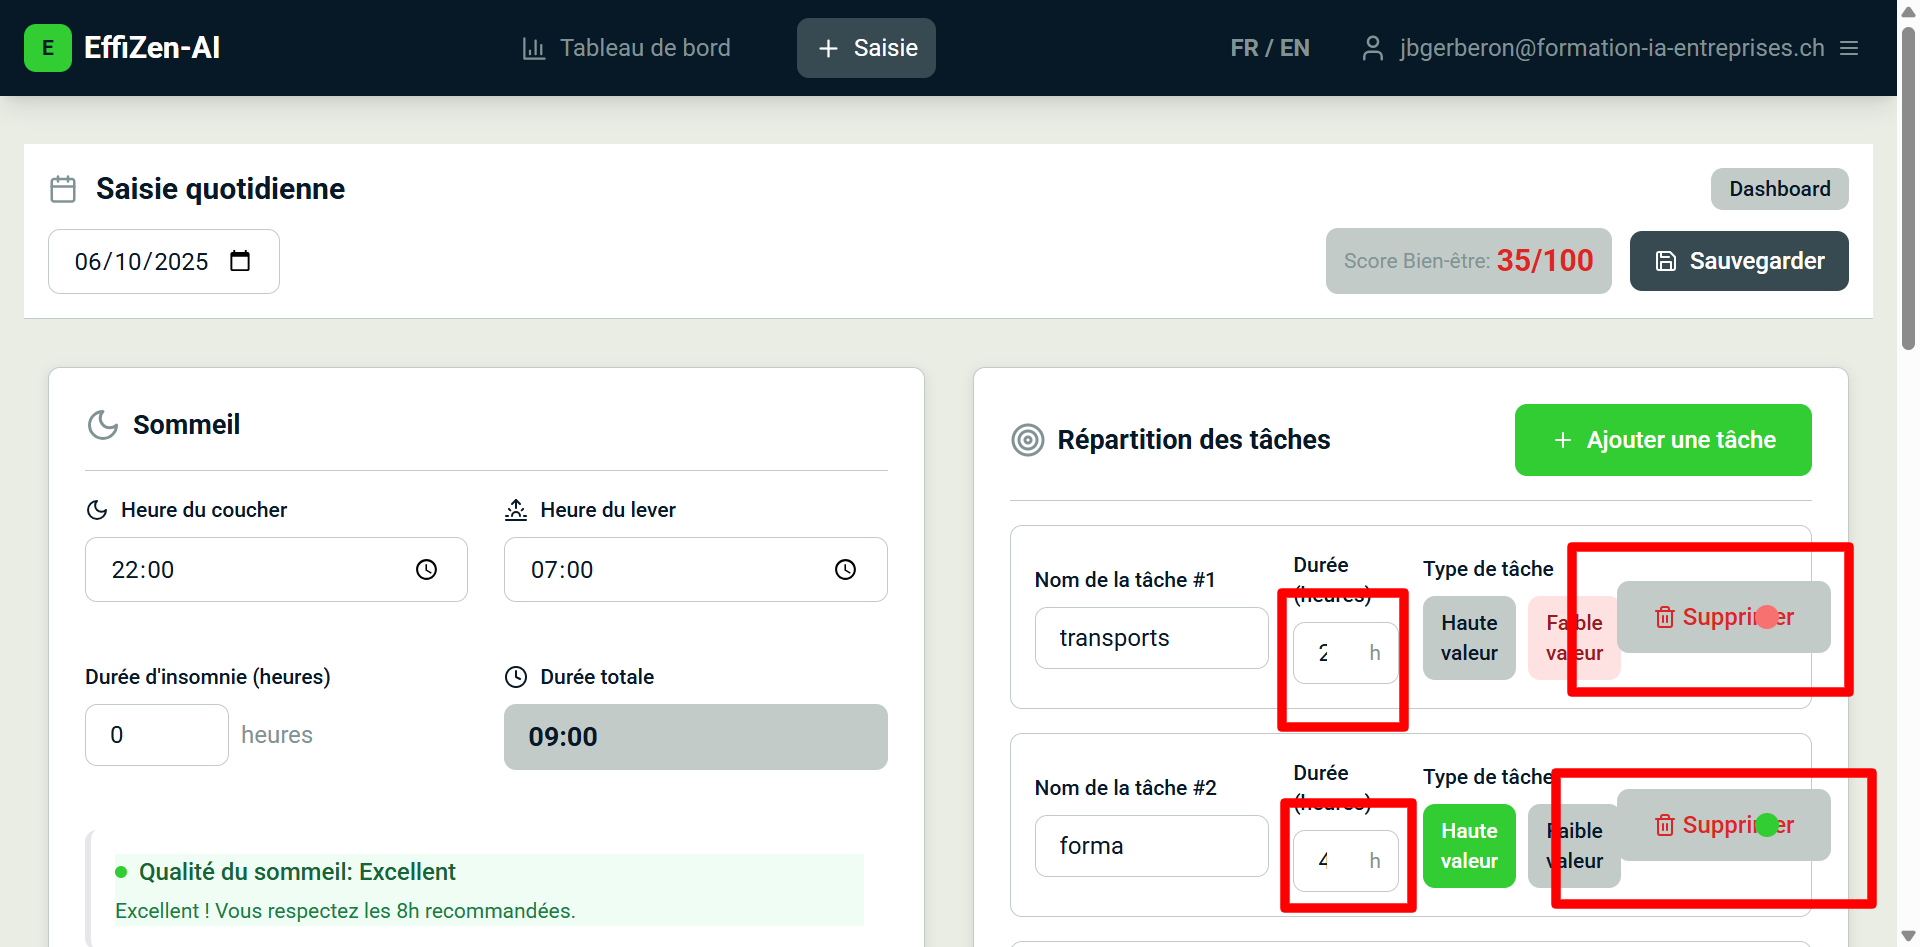 E EffiZen-AI
Tableau de bord
Saisie
FR / EN
jbgerberon@formation-ia-entreprises.ch
Saisie quotidienne
Dashboard
06/10/2025
Score Bien-être: 35/100
Sauvegarder
Sommeil
Heure du coucher
Heure du lever
22:00
07:00
Durée d'insomnie (heures)
Durée totale
0 heures
09:00
Qualité du sommeil: Excellent
Excellent ! Vous respectez les 8h recommandées.
Répartition des tâches
+ Ajouter une tâche
Nom de la tâche #1
transports
Durée
(heures)
2 h
Type de tâche
Haute
valeur
Faible
valeur
Supprimer
Nom de la tâche #2
forma
Durée
(heures)
4 h
Type de tâche
Haute
valeur
Faible
valeur
Supprimer